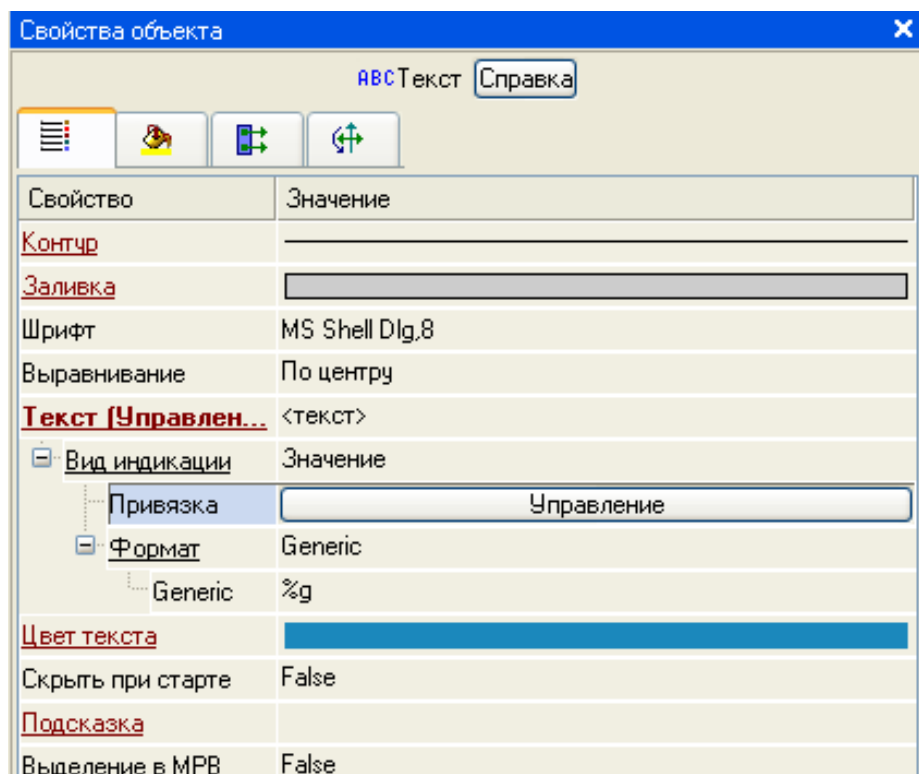 Свойства объекта
ABCТекст Справка
Свойство Значение
Контур
Заливка
Шрифт MS Shell Dlg,8
Выравнивание По центру
Текст (Управлен... <текст>
Вид индикации Значение
Привязка Управление
Формат Generic
Generic %g
Цвет текста
Скрыть при старте False
Подсказка
Выделение в МРВ False